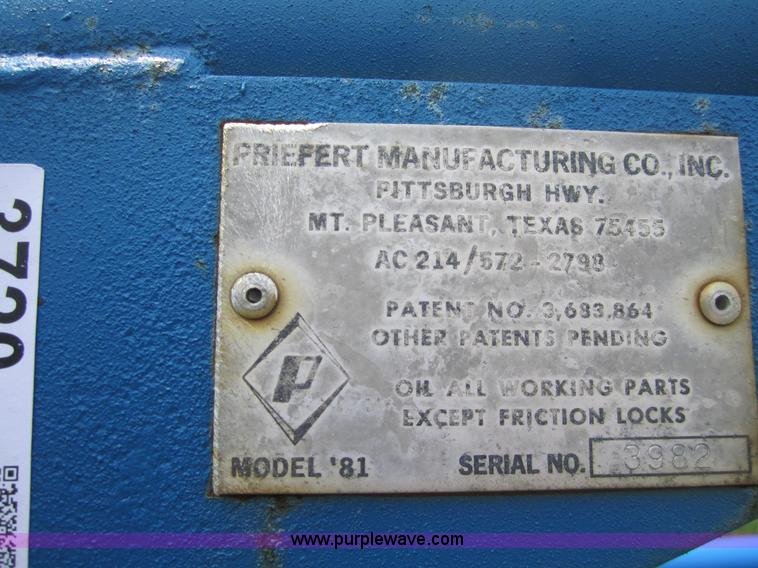 PRIEFERT MANUFACTURING CO., INC.
PITTSBURGH HWY.
MT. PLEASANT, TEXAS 75455
AC 214/572-2798
PATENT NO. 3,683,864
OTHER PATENTS PENDING
P
OIL ALL WORKING PARTS
EXCEPT FRICTION LOCKS
MODEL '81
SERIAL NO. 3982
www.purplewave.com